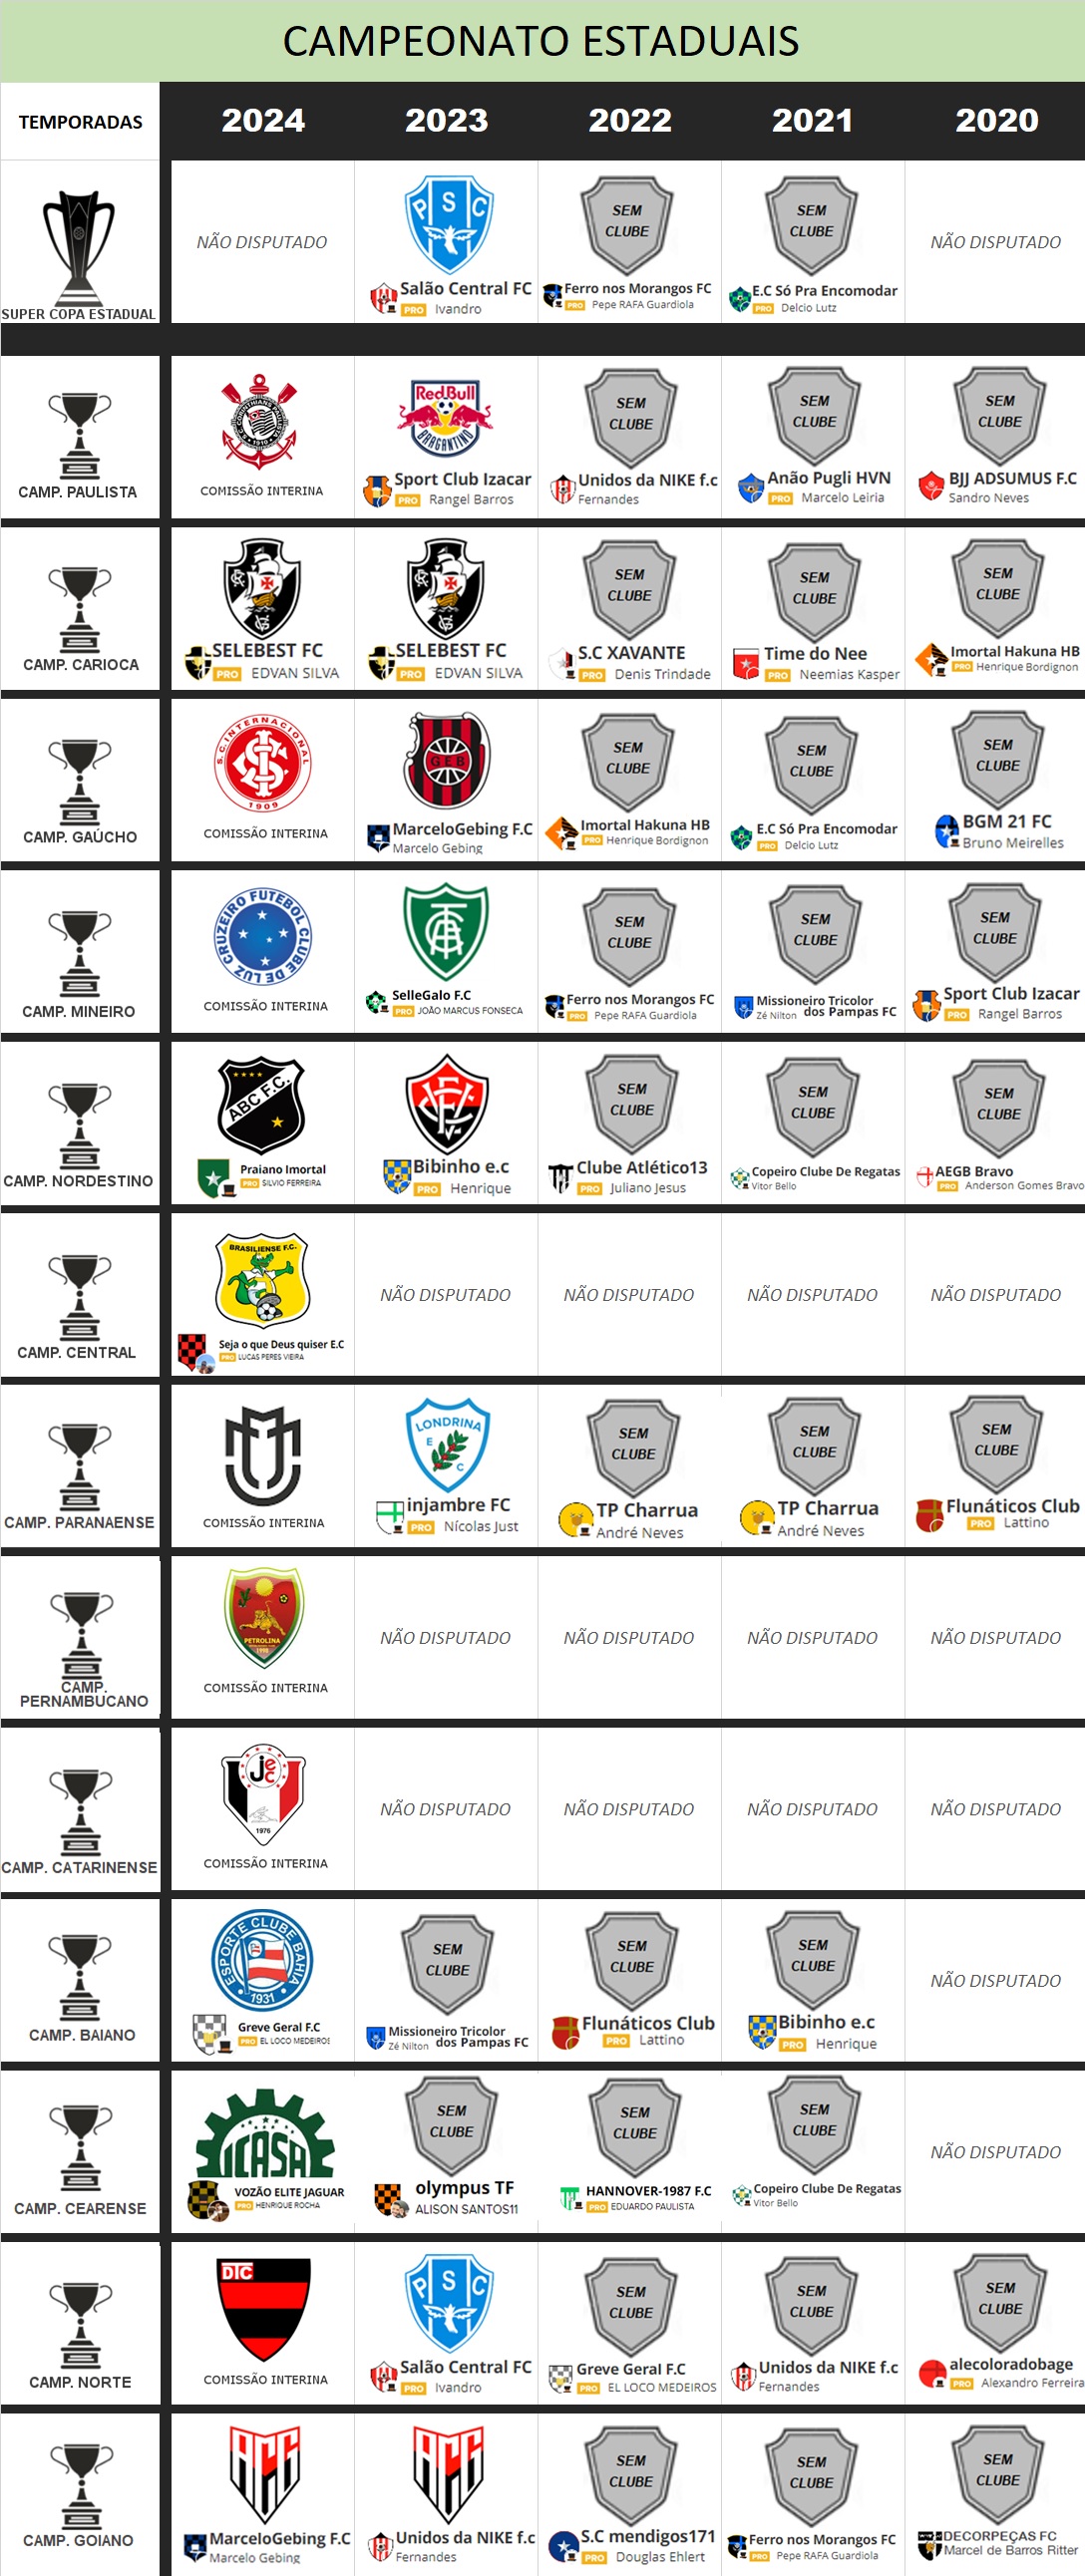 CAMPEONATO ESTADUAIS
TEMPORADAS 2024 2023 2022 2021 2020
SUPER COPA ESTADUAL
NÃO DISPUTADO
PSC
Salão Central FC
PRO Ivandro
SEM CLUBE
Ferro nos Morangos FC
PRO Pepe RAFA Guardiola
SEM CLUBE
E.C Só Pra Encomodar
PRO Delcio Lutz
NÃO DISPUTADO
CAMP. PAULISTA
COMISSÃO INTERINA
Red Bull
BRAGANTINO
Sport Club Izacar
PRO Rangel Barros
SEM CLUBE
Unidos da NIKE f.c
Fernandes
SEM CLUBE
Anão Pugli HVN
PRO Marcelo Leiria
SEM CLUBE
BJJ ADSUMUS F.C
Sandro Neves
CAMP. CARIOCA
SELEBEST FC
PRO EDVAN SILVA
SELEBEST FC
PRO EDVAN SILVA
SEM CLUBE
S.C XAVANTE
PRO Denis Trindade
SEM CLUBE
Time do Nee
PRO Neemias Kasper
SEM CLUBE
Imortal Hakuna HB
PRO Henrique Bordignon
CAMP. GAÚCHO
S.C. INTERNACIONAL
1909
COMISSÃO INTERINA
GEB
MarceloGebing F.C
Marcelo Gebing
SEM CLUBE
Imortal Hakuna HB
PRO Henrique Bordignon
SEM CLUBE
E.C Só Pra Encomodar
PRO Delcio Lutz
SEM CLUBE
BGM 21 FC
Bruno Meirelles
CAMP. MINEIRO
CRUZEIRO FUTEBOL CLUBE DE LUZ
COMISSÃO INTERINA
SelleGalo F.C
PRO JOÃO MARCUS FONSECA
SEM CLUBE
Ferro nos Morangos FC
PRO Pepe RAFA Guardiola
SEM CLUBE
Missioneiro Tricolor
Zé Nilton dos Pampas FC
SEM CLUBE
Sport Club Izacar
PRO Rangel Barros
CAMP. NORDESTINO
ABC F.C.
Praiano Imortal
PRO SILVIO FERREIRA
Bibinho e.c
PRO Henrique
SEM CLUBE
Clube Atlético13
PRO Juliano Jesus
SEM CLUBE
Copeiro Clube De Regatas
Vitor Bello
SEM CLUBE
AEGB Bravo
PRO Anderson Gomes Bravo
CAMP. CENTRAL
BRASILIENSE F.C.
Seja o que Deus quiser E.C
PRO LUCAS PERES VIEIRA
NÃO DISPUTADO
NÃO DISPUTADO
NÃO DISPUTADO
NÃO DISPUTADO
CAMP. PARANAENSE
COMISSÃO INTERINA
LONDRINA
E C
injambre FC
PRO Nícolas Just
SEM CLUBE
TP Charrua
André Neves
SEM CLUBE
TP Charrua
André Neves
SEM CLUBE
Flunáticos Club
PRO Lattino
CAMP.
PERNAMBUCANO
PETROLINA
1998
COMISSÃO INTERINA
NÃO DISPUTADO
NÃO DISPUTADO
NÃO DISPUTADO
NÃO DISPUTADO
CAMP. CATARINENSE
jec
1976
COMISSÃO INTERINA
NÃO DISPUTADO
NÃO DISPUTADO
NÃO DISPUTADO
NÃO DISPUTADO
CAMP. BAIANO
ESPORTE CLUBE BAHIA
1931
Greve Geral F.C
PRO EL LOCO MEDEIROS
SEM CLUBE
Missioneiro Tricolor
Zé Nilton dos Pampas FC
SEM CLUBE
Flunáticos Club
PRO Lattino
SEM CLUBE
Bibinho e.c
PRO Henrique
NÃO DISPUTADO
CAMP. CEARENSE
ICASA
VOZÃO ELITE JAGUAR
PRO HENRIQUE ROCHA
SEM CLUBE
olympus TF
ALISON SANTOS11
SEM CLUBE
HANNOVER-1987 F.C
PRO EDUARDO PAULISTA
SEM CLUBE
Copeiro Clube De Regatas
Vitor Bello
NÃO DISPUTADO
CAMP. NORTE
DTC
COMISSÃO INTERINA
PSC
Salão Central FC
PRO Ivandro
SEM CLUBE
Greve Geral F.C
PRO EL LOCO MEDEIROS
SEM CLUBE
Unidos da NIKE f.c
Fernandes
SEM CLUBE
alecoloradobage
PRO Alexandro Ferreira
CAMP. GOIANO
ACG
MarceloGebing F.C
Marcelo Gebing
ACG
Unidos da NIKE f.c
Fernandes
SEM CLUBE
S.C mendigos171
PRO Douglas Ehlert
SEM CLUBE
Ferro nos Morangos FC
PRO Pepe RAFA Guardiola
SEM CLUBE
DECORPEÇAS FC
Marcel de Barros Ritter